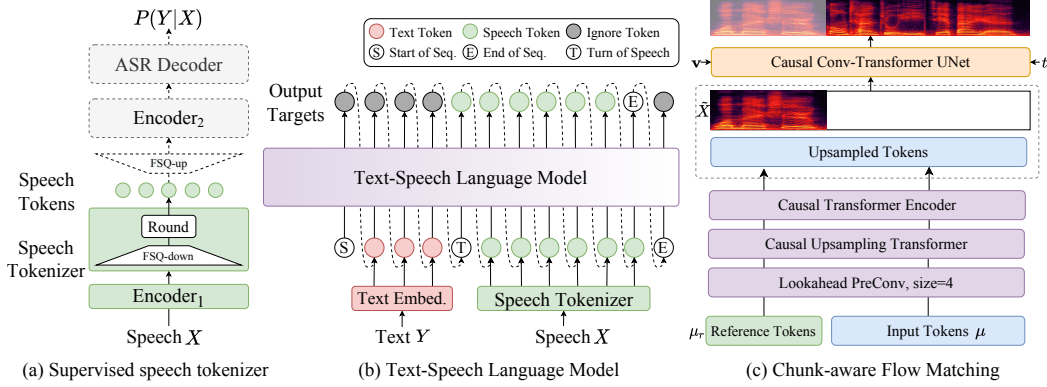 P(Y|X)
ASR Decoder
Encoder₂
FSQ-up
Speech
Tokens
Round
Speech
Tokenizer
FSQ-down
Encoder₁
Speech X
(a) Supervised speech tokenizer
Text Token
Speech Token
Ignore Token
S Start of Seq.
E End of Seq.
T Turn of Speech
Output
Targets
E
Text-Speech Language Model
S
T
E
Text Embed.
Speech Tokenizer
Text Y
Speech X
(b) Text-Speech Language Model
v
Causal Conv-Transformer UNet
t
X̃
Upsampled Tokens
Causal Transformer Encoder
Causal Upsampling Transformer
Lookahead PreConv, size=4
μᵣ
Reference Tokens
Input Tokens μ
(c) Chunk-aware Flow Matching